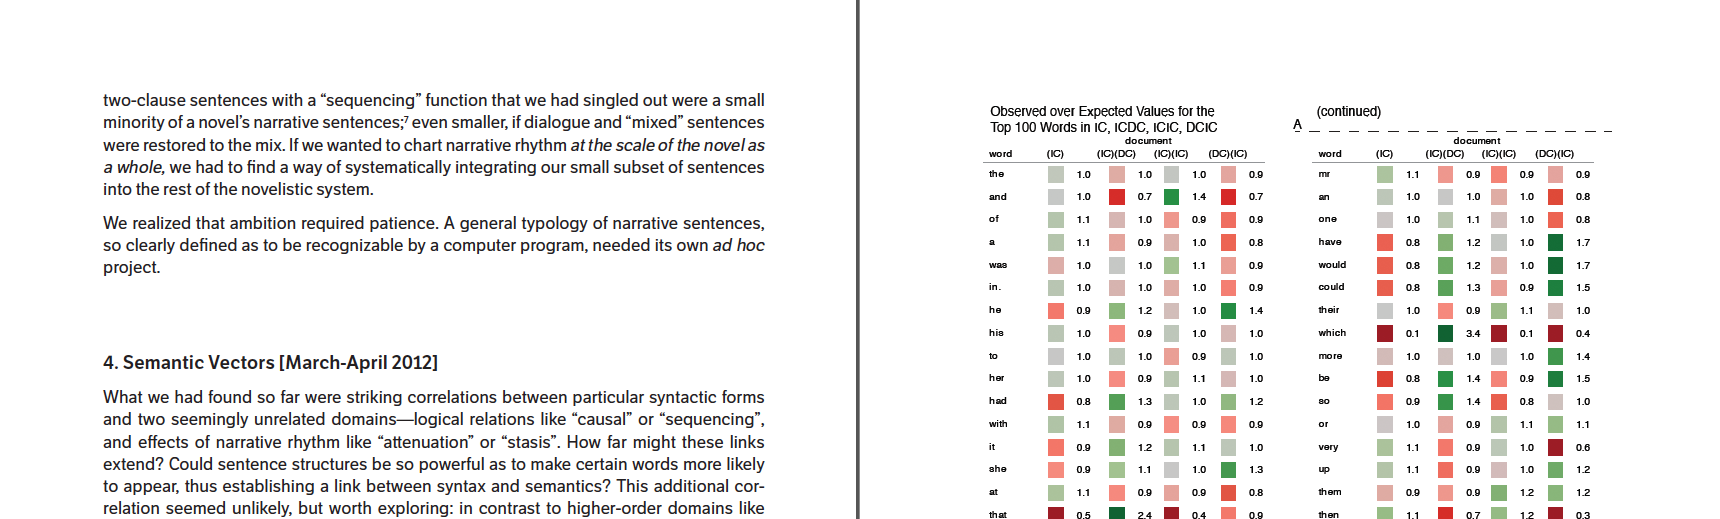 two-clause sentences with a “sequencing” function that we had singled out were a small
minority of a novel’s narrative sentences;7 even smaller, if dialogue and “mixed” sentences
were restored to the mix. If we wanted to chart narrative rhythm at the scale of the novel as
a whole, we had to find a way of systematically integrating our small subset of sentences
into the rest of the novelistic system.
We realized that ambition required patience. A general typology of narrative sentences,
so clearly defined as to be recognizable by a computer program, needed its own ad hoc
project.
4. Semantic Vectors [March-April 2012]
What we had found so far were striking correlations between particular syntactic forms
and two seemingly unrelated domains—logical relations like “causal” or “sequencing”,
and effects of narrative rhythm like “attenuation” or “stasis”. How far might these links
extend? Could sentence structures be so powerful as to make certain words more likely
to appear, thus establishing a link between syntax and semantics? This additional cor-
relation seemed unlikely, but worth exploring: in contrast to higher-order domains like
Observed over Expected Values for the
Top 100 Words in IC, ICDC, ICIC, DCIC
document
word (IC) (IC)(DC) (IC)(IC) (DC)(IC)
the 1.0 1.0 1.0 0.9
and 1.0 0.7 1.4 0.7
of 1.1 1.0 0.9 0.9
a 1.1 0.9 1.0 0.8
was 1.0 1.0 1.1 0.9
in. 1.0 1.0 1.0 0.9
he 0.9 1.2 1.0 1.4
his 1.0 0.9 1.0 1.0
to 1.0 1.0 0.9 1.0
her 1.0 0.9 1.1 1.0
had 0.8 1.3 1.0 1.2
with 1.1 0.9 0.9 0.9
it 0.9 1.2 1.1 1.0
she 0.9 1.1 1.0 1.3
at 1.1 0.9 0.9 0.8
that 0.5 2.4 0.4 0.9
A (continued)
document
word (IC) (IC)(DC) (IC)(IC) (DC)(IC)
mr 1.1 0.9 0.9 0.9
an 1.0 1.0 1.0 0.8
one 1.0 1.1 1.0 0.8
have 0.8 1.2 1.0 1.7
would 0.8 1.2 1.0 1.7
could 0.8 1.3 0.9 1.5
their 1.0 0.9 1.1 1.0
which 0.1 3.4 0.1 0.4
more 1.0 1.0 1.0 1.4
be 0.8 1.4 0.9 1.5
so 0.9 1.4 0.8 1.0
or 1.0 0.9 1.1 1.1
very 1.1 0.9 1.0 0.6
up 1.1 0.9 1.0 1.2
them 0.9 0.9 1.2 1.2
then 1.1 0.7 1.2 0.3